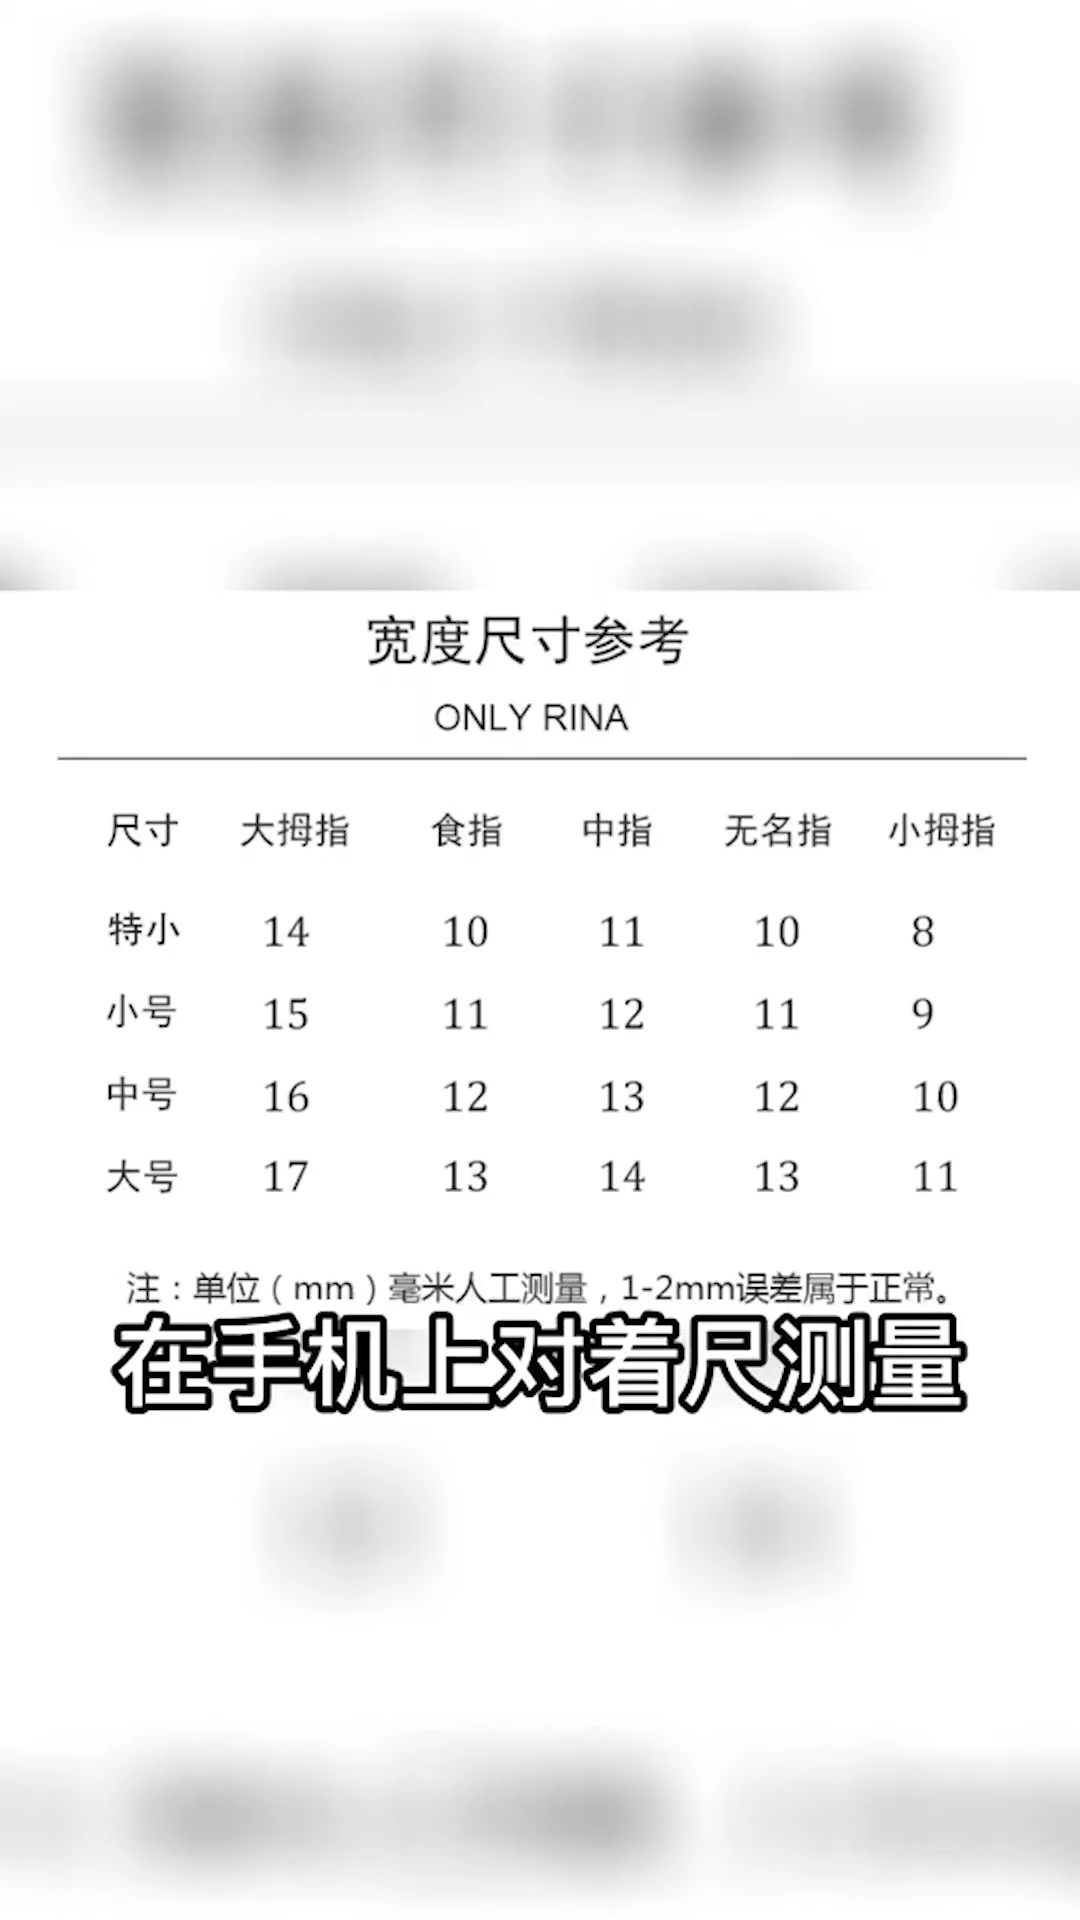 宽度尺寸参考
ONLY RINA
尺寸 大拇指 食指 中指 无名指 小拇指
特小 14 10 11 10 8
小号 15 11 12 11 9
中号 16 12 13 12 10
大号 17 13 14 13 11
注：单位（mm）毫米人工测量，1-2mm误差属于正常。
在手机上对着尺测量